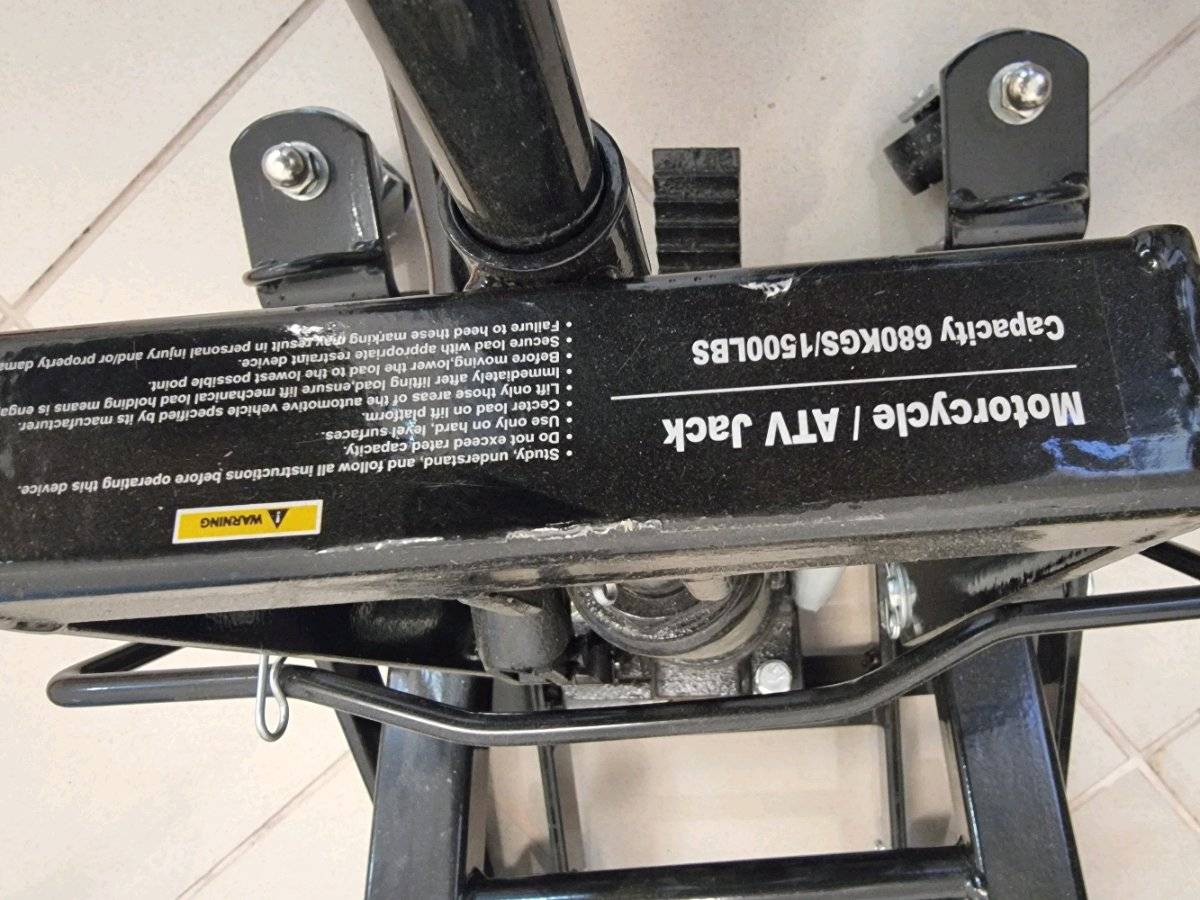 Motorcycle / ATV Jack
Capacity 680KGS/1500LBS
WARNING
• Study, understand, and follow all instructions before operating this device.
• Do not exceed rated capacity.
• Use only on hard, level surfaces.
• Cecter load on lift platform.
• Lift only those areas of the automotive vehicle specified by its manufacturer.
• Immediately after lifting load,ensure lift mechanical load holding means is
• Before moving,lower the load to the lowest possible point.
• Secure load with appropriate restraint device.
• Failure to heed these marking may result in personal injury and/or property